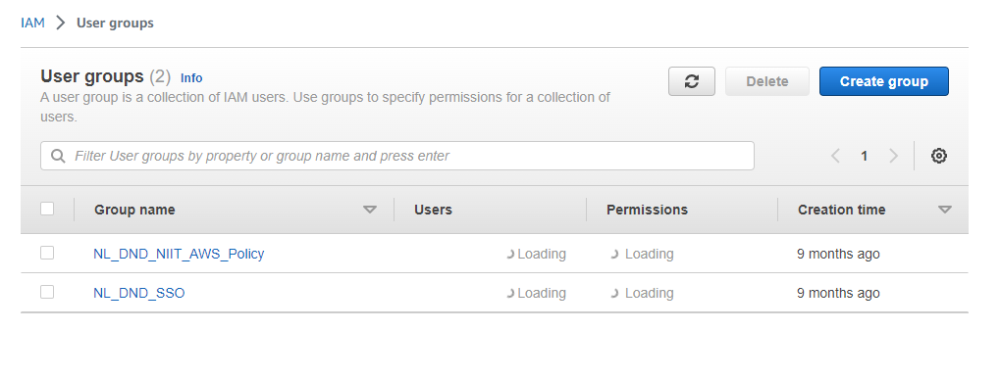 IAM > User groups
User groups (2) Info
A user group is a collection of IAM users. Use groups to specify permissions for a collection of
users.
Delete
Create group
Filter User groups by property or group name and press enter
1
Group name Users Permissions Creation time
NL_DND_NIIT_AWS_Policy Loading Loading 9 months ago
NL_DND_SSO Loading Loading 9 months ago